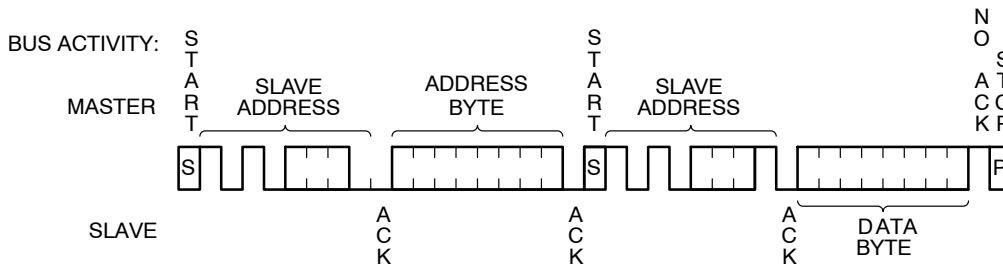 BUS ACTIVITY:
MASTER
START
SLAVE
ADDRESS
ADDRESS
BYTE
START
SLAVE
ADDRESS
NO ACK
STOP
S
S
P
SLAVE
ACK
ACK
ACK
DATA
BYTE